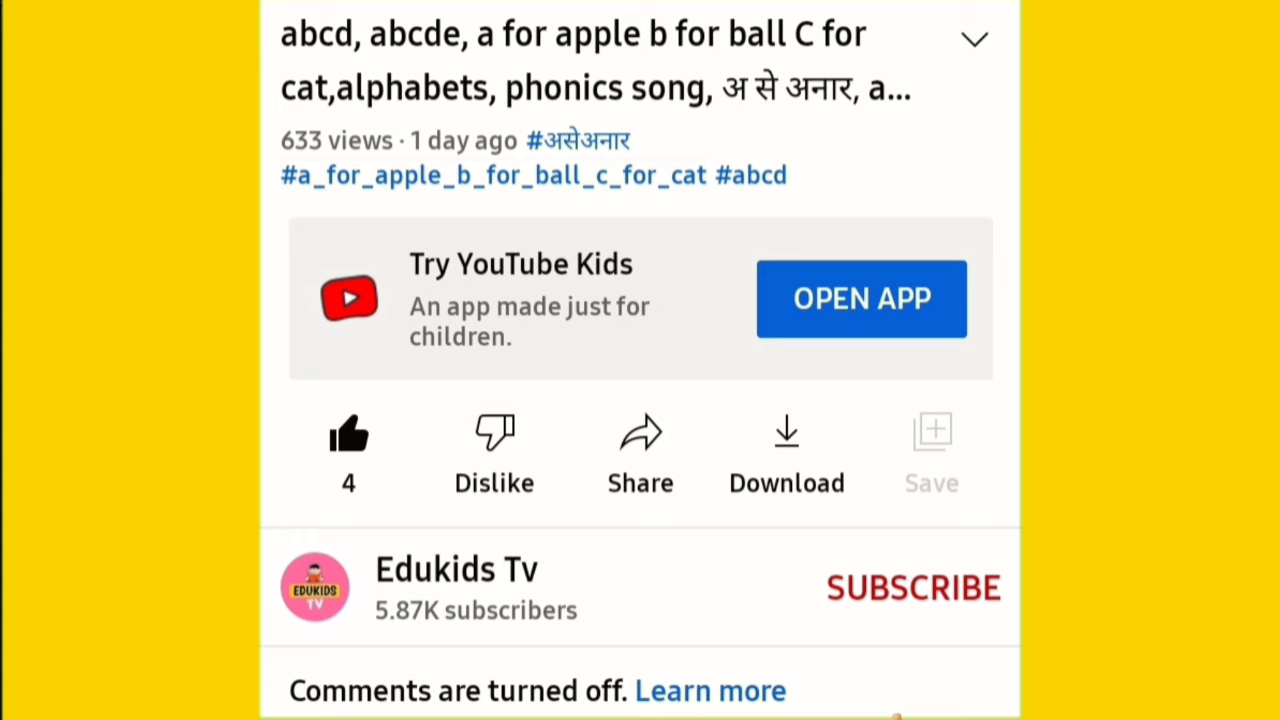 abcd, abcde, a for apple b for ball C for
cat,alphabets, phonics song, अ से अनार, a...
633 views · 1 day ago #असेअनार
#a_for_apple_b_for_ball_c_for_cat #abcd
Try YouTube Kids
An app made just for
children.
OPEN APP
4 Dislike Share Download Save
Edukids Tv
5.87K subscribers
SUBSCRIBE
EDUKIDS
TV
Comments are turned off. Learn more